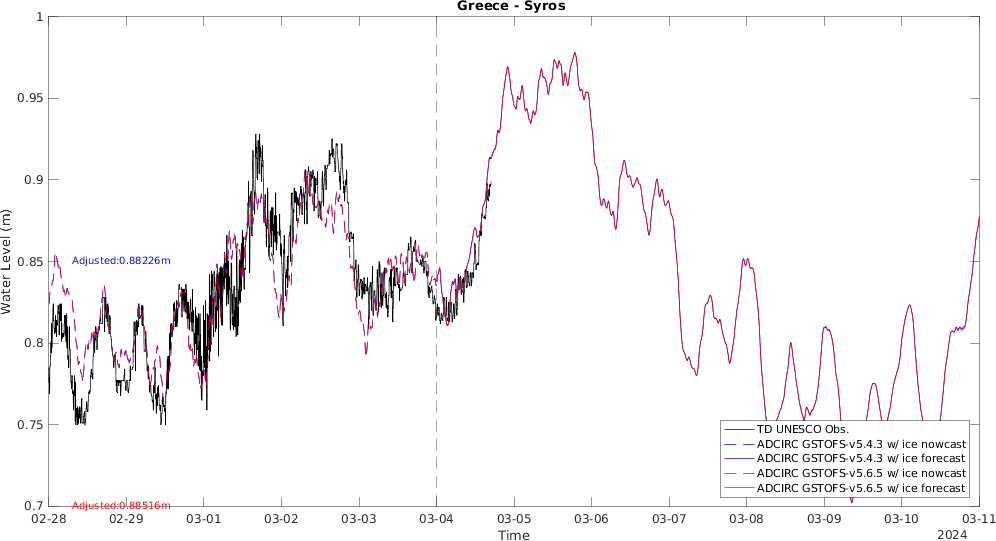 Greece - Syros
Water Level (m)
1
0.95
0.9
0.85
0.8
0.75
0.7
Adjusted:0.88226m
Adjusted:0.88516m
TD UNESCO Obs.
ADCIRC GSTOFS-v5.4.3 w/ ice nowcast
ADCIRC GSTOFS-v5.4.3 w/ ice forecast
ADCIRC GSTOFS-v5.6.5 w/ ice nowcast
ADCIRC GSTOFS-v5.6.5 w/ ice forecast
02-28 02-29 03-01 03-02 03-03 03-04 03-05 03-06 03-07 03-08 03-09 03-10 03-11
Time
2024